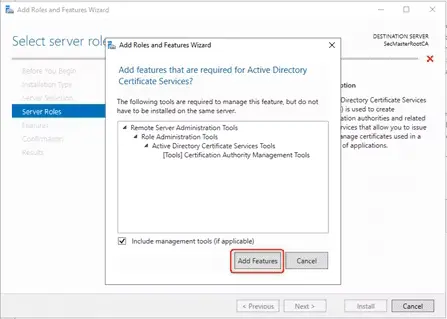 Add Roles and Features Wizard
Select server role
DESTINATION SERVER
SecMasterRootCA
Before You Begin
Installation Type
Server Selection
Server Roles
Features
Confirmation
Results
Add Roles and Features Wizard
Add features that are required for Active Directory
Certificate Services?
The following tools are required to manage this feature, but do not
have to be installed on the same server.
Remote Server Administration Tools
Role Administration Tools
Active Directory Certificate Services Tools
[Tools] Certification Authority Management Tools
Include management tools (if applicable)
Add Features
Cancel
ption
Directory Certificate Services
) is used to create
ation authorities and related
ces that allow you to issue
nage certificates used in a
of applications.
< Previous
Next >
Install
Cancel